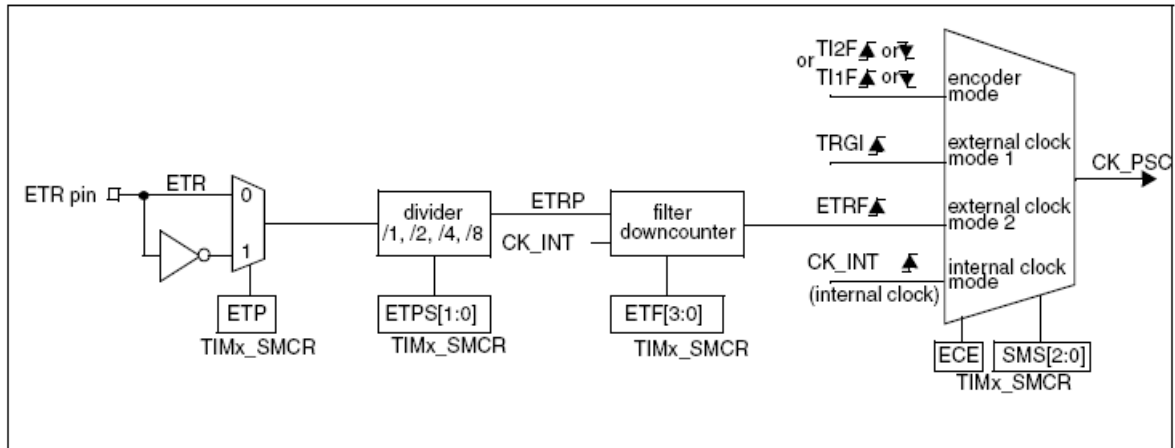 or TI2F or
TI1F or
encoder
mode
TRGI
external clock
mode 1
CK_PSC
ETR pin
ETR
0
1
divider
/1, /2, /4, /8
ETRP
CK_INT
filter
downcounter
ETRF
external clock
mode 2
CK_INT
(internal clock)
internal clock
mode
ETP
TIMx_SMCR
ETPS[1:0]
TIMx_SMCR
ETF[3:0]
TIMx_SMCR
ECE
SMS[2:0]
TIMx_SMCR